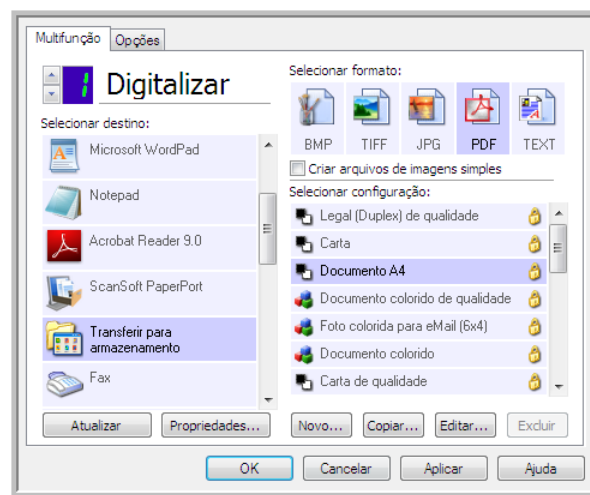 Multifunção Opções
1 Digitalizar
Selecionar destino:
Microsoft WordPad
Notepad
Acrobat Reader 9.0
ScanSoft PaperPort
Transferir para
armazenamento
Fax
Atualizar Propriedades...
Selecionar formato:
BMP TIFF JPG PDF TEXT
Criar arquivos de imagens simples
Selecionar configuração:
Legal (Duplex) de qualidade
Carta
Documento A4
Documento colorido de qualidade
Foto colorida para eMail (6x4)
Documento colorido
Carta de qualidade
Novo... Copiar... Editar... Excluir
OK Cancelar Aplicar Ajuda